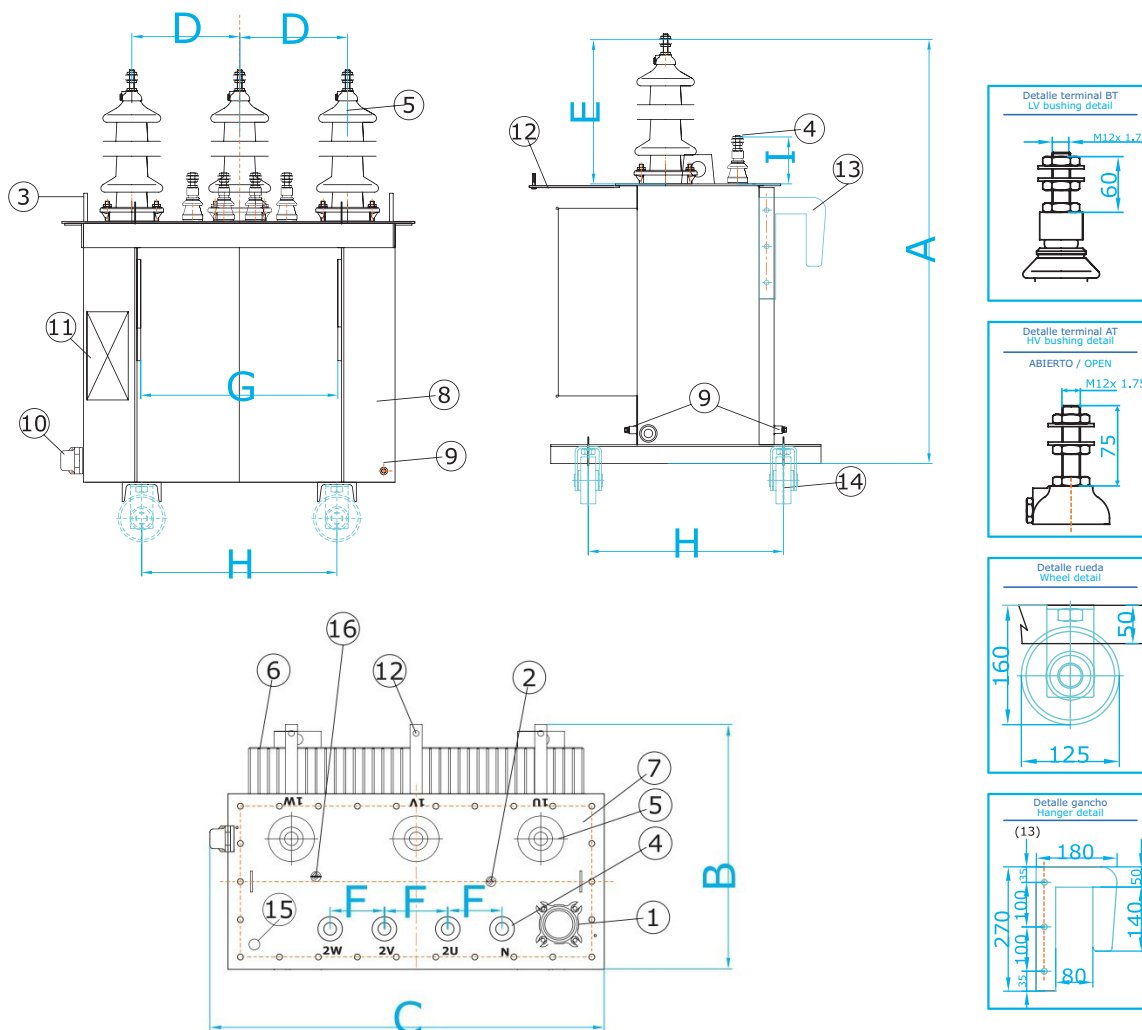 D
D
5
3
11
G
8
10
9
H
E
12
4
I
13
A
9
14
H
Detalle terminal BT
LV bushing detail
M12x 1.7
60
Detalle terminal AT
HV bushing detail
ABIERTO / OPEN
M12x 1.75
75
Detalle rueda
Wheel detail
50
160
125
Detalle gancho
Hanger detail
(13)
180
35
50
100
270
140
100
80
35
16
6
12
2
7
1W
1V
1U
5
4
B
F
F
F
15
1
2W
2V
2U
N
C